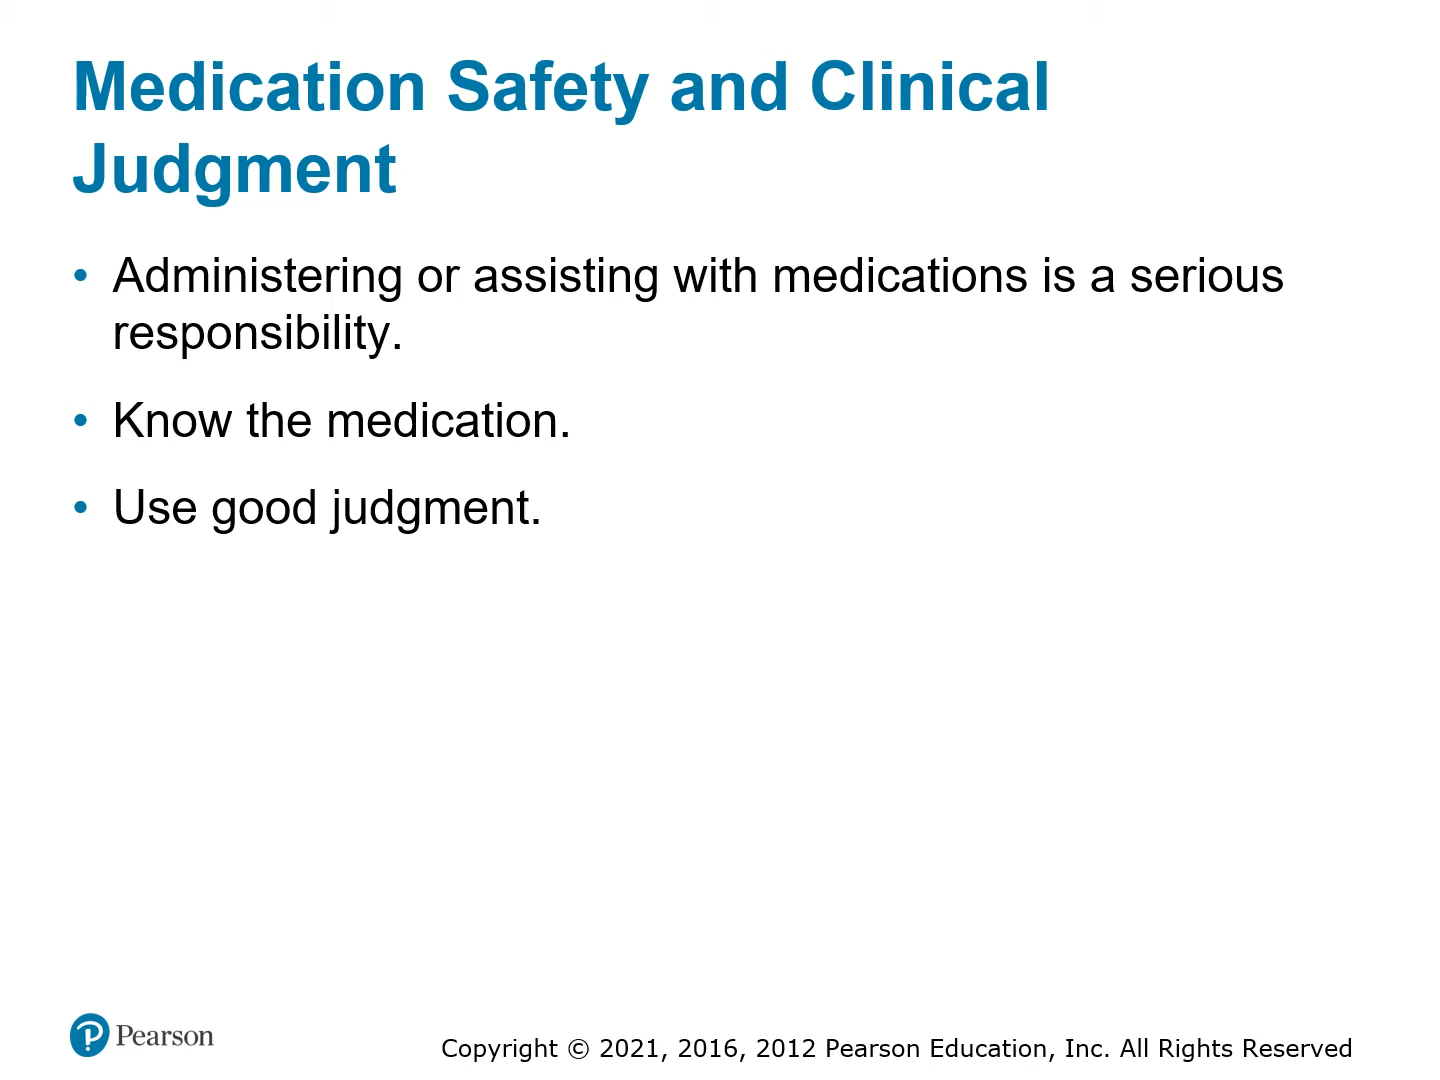 Medication Safety and Clinical
Judgment
• Administering or assisting with medications is a serious
responsibility.
• Know the medication.
• Use good judgment.
Pearson
Copyright © 2021, 2016, 2012 Pearson Education, Inc. All Rights Reserved